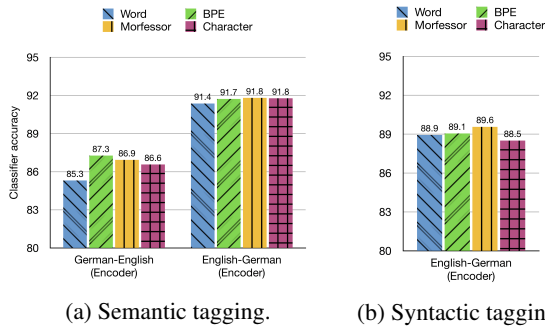 Word BPE
Morfessor Character
95
92
89
86
83
80
Classifier accuracy
85.3 87.3 86.9 86.6
91.4 91.7 91.8 91.8
German-English
(Encoder)
English-German
(Encoder)
(a) Semantic tagging.
Word BPE
Morfessor Character
95
92
89
86
83
80
88.9 89.1 89.6 88.5
English-German
(Encoder)
(b) Syntactic taggin